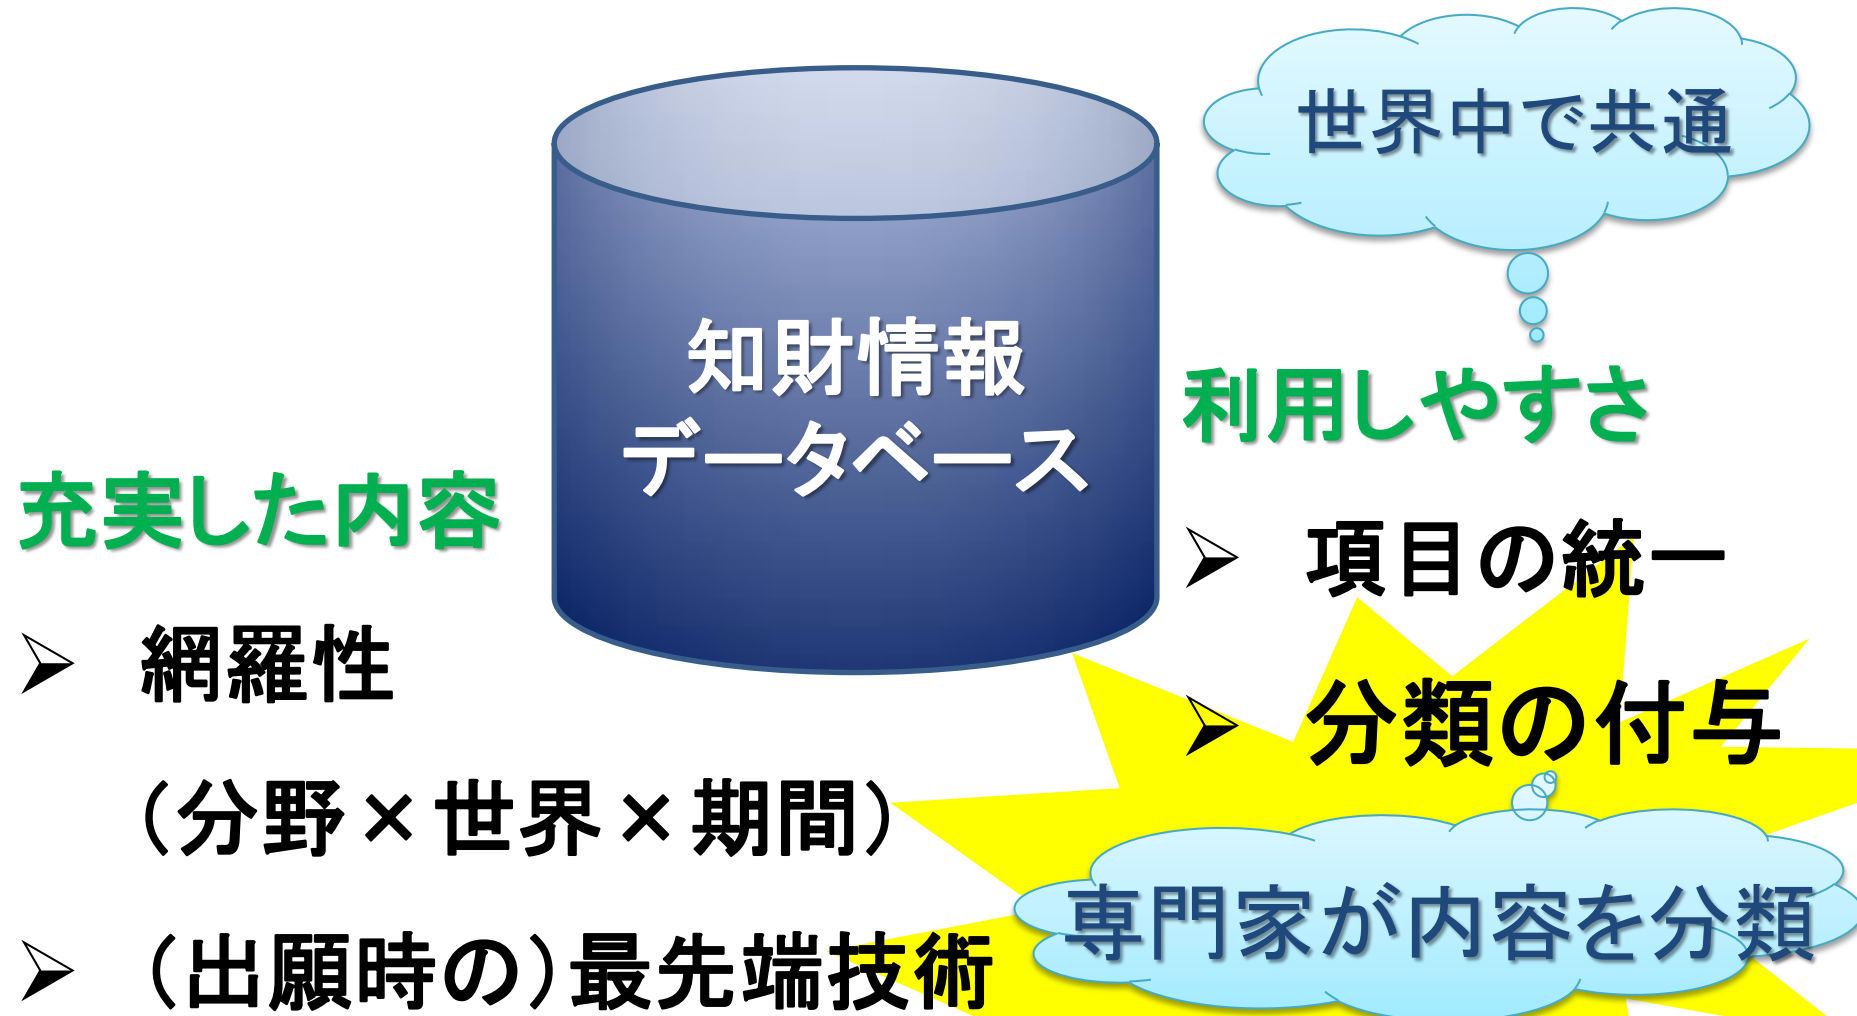 世界中で共通
知財情報
データベース
利用しやすさ
➢ 項目の統一
➢ 分類の付与
専門家が内容を分類
充実した内容
➢ 網羅性
（分野×世界×期間）
➢ （出願時の）最先端技術